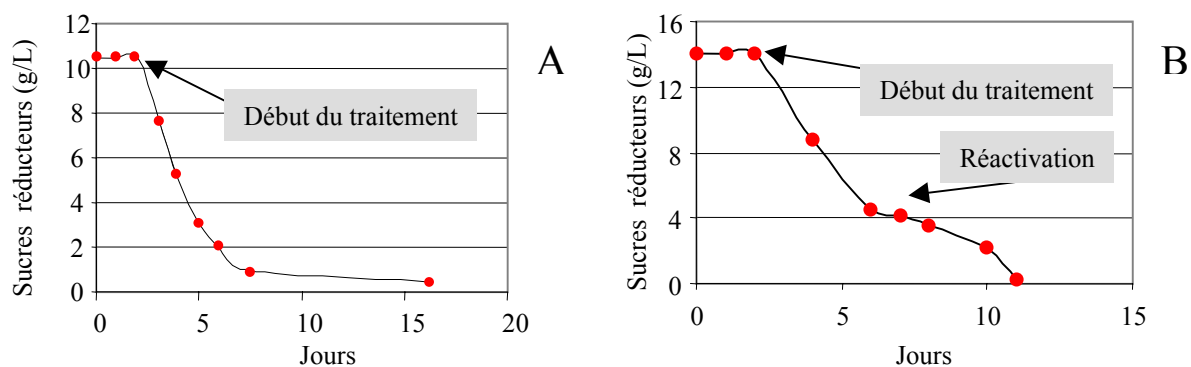 A
Sucres réducteurs (g/L)
12
10
8
6
4
2
0
Début du traitement
0 5 10 15 20
Jours
B
Sucres réducteurs (g/L)
16
12
8
4
0
Début du traitement
Réactivation
0 5 10 15
Jours